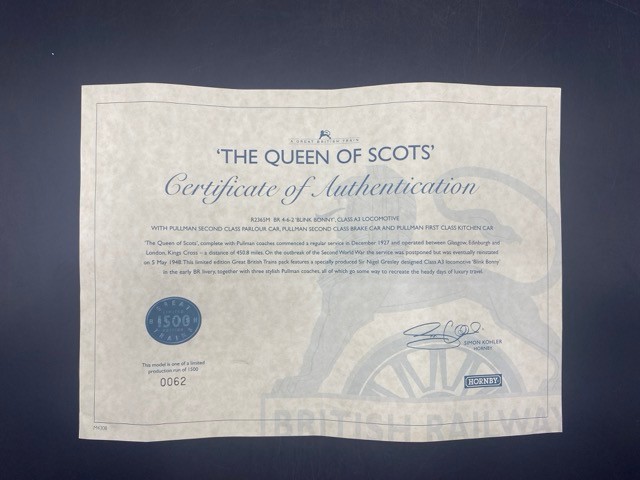 A GREAT BRITISH TRAIN
'THE QUEEN OF SCOTS'
Certificate of Authentication
R2365M BR 4-6-2 'BLINK BONNY', CLASS A3 LOCOMOTIVE
WITH PULLMAN SECOND CLASS PARLOUR CAR, PULLMAN SECOND CLASS BRAKE CAR AND PULLMAN FIRST CLASS KITCHEN CAR
'The Queen of Scots', complete with Pullman coaches commenced a regular service in December 1927 and operated between Glasgow, Edinburgh and
London, Kings Cross – a distance of 450.8 miles. On the outbreak of the Second World War the service was postponed but was eventually reinstated
on 5 May 1948. This limited edition Great British Trains pack features a specially produced Sir Nigel Gresley designed Class A3 locomotive 'Blink Bonny'
in the early BR livery, together with three stylish Pullman coaches, all of which go some way to recreate the heady days of luxury travel.
GREAT
1500
TRAINS
SIMON KOHLER
HORNBY
This model is one of a limited
production run of 1500
0062
HORNBY
BRITISH RAILWAY